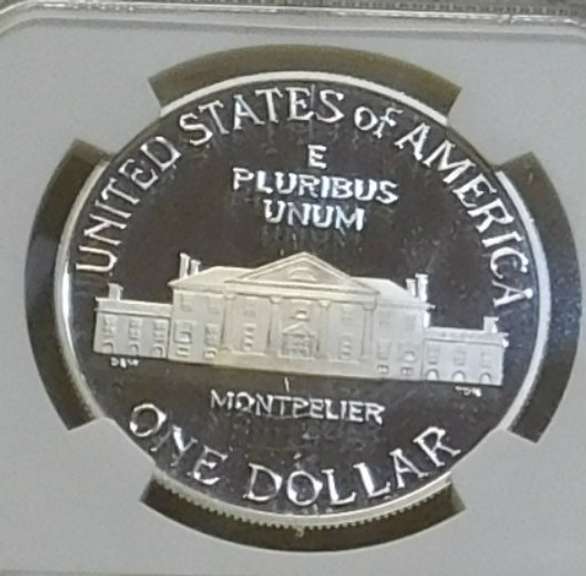 UNITED STATES of AMERICA
E
PLURIBUS
UNUM
MONTPELIER
ONE DOLLAR